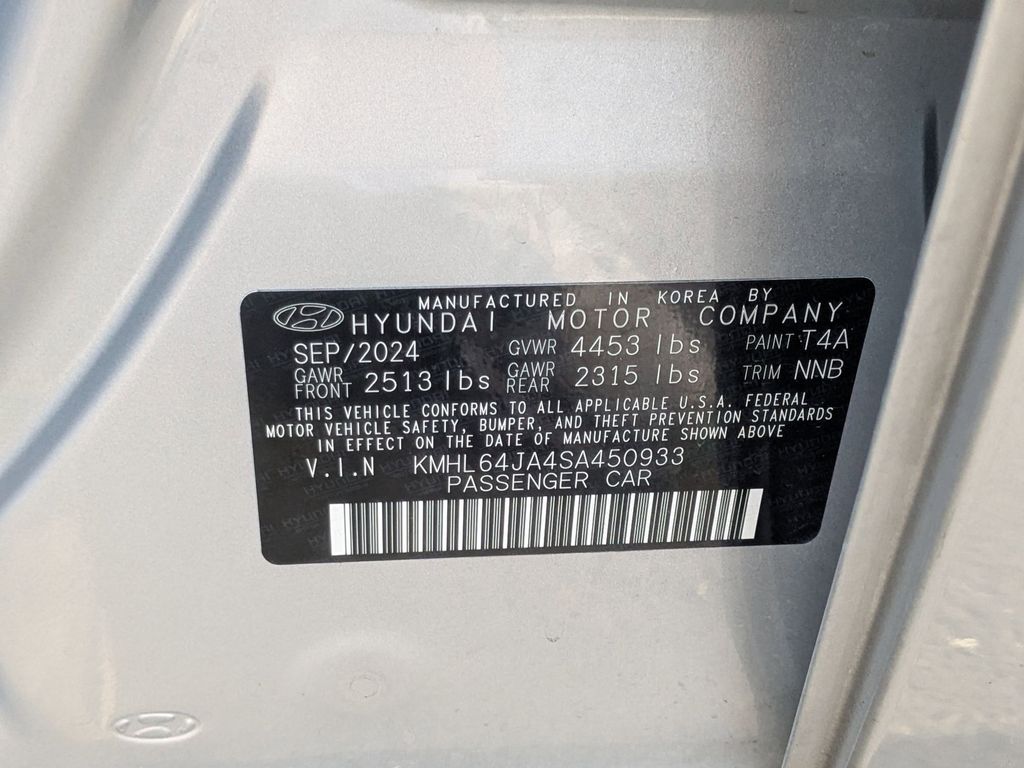 MANUFACTURED IN KOREA BY
HYUNDAI MOTOR COMPANY
SEP/2024 GVWR 4453 lbs PAINT T4A
GAWR FRONT 2513 lbs GAWR REAR 2315 lbs TRIM NNB
THIS VEHICLE CONFORMS TO ALL APPLICABLE U.S.A. FEDERAL
MOTOR VEHICLE SAFETY, BUMPER, AND THEFT PREVENTION STANDARDS
IN EFFECT ON THE DATE OF MANUFACTURE SHOWN ABOVE
V.I.N KMHL64JA4SA450933
PASSENGER CAR